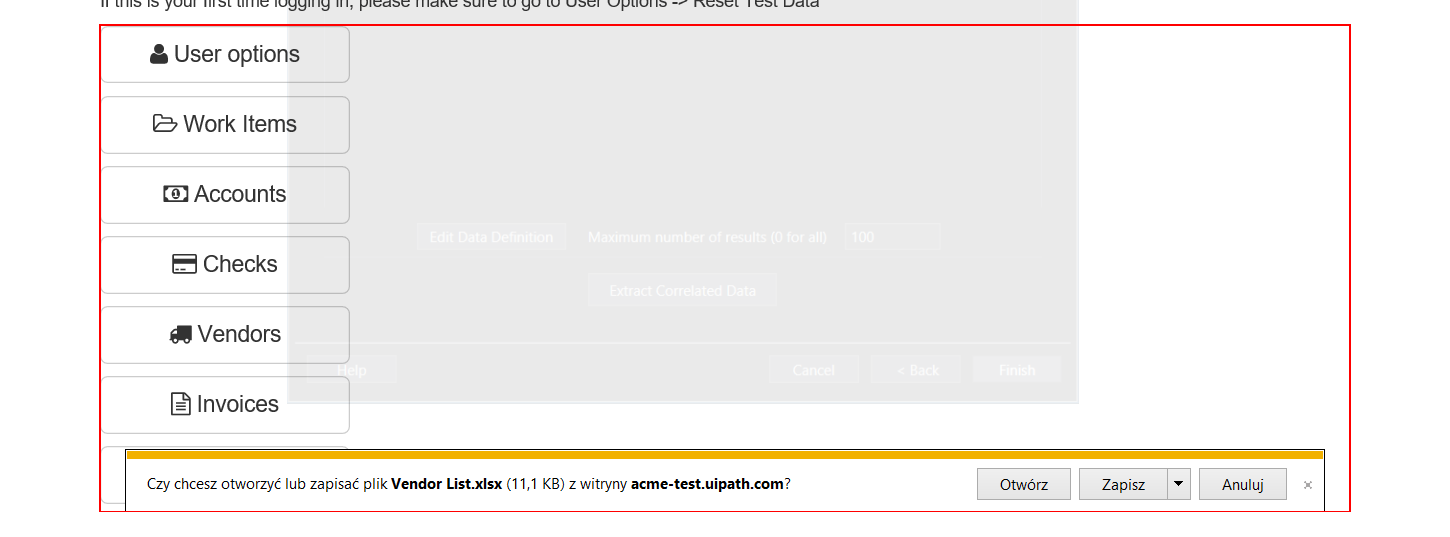 If this is your first time logging in, please make sure to go to User Options -> Reset Test Data
User options
Work Items
Accounts
Checks
Vendors
Invoices
Edit Data Definition Maximum number of results (0 for all) 100
Extract Correlated Data
Help Cancel < Back Finish
Czy chcesz otworzyć lub zapisać plik Vendor List.xlsx (11,1 KB) z witryny acme-test.uipath.com?
Otwórz Zapisz Anuluj